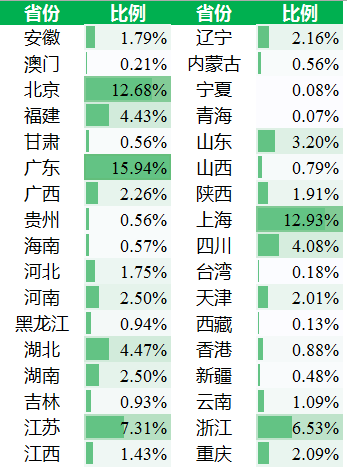 省份 比例 省份 比例
安徽 1.79% 辽宁 2.16%
澳门 0.21% 内蒙古 0.56%
北京 12.68% 宁夏 0.08%
福建 4.43% 青海 0.07%
甘肃 0.56% 山东 3.20%
广东 15.94% 山西 0.79%
广西 2.26% 陕西 1.91%
贵州 0.56% 上海 12.93%
海南 0.57% 四川 4.08%
河北 1.75% 台湾 0.18%
河南 2.50% 天津 2.01%
黑龙江 0.94% 西藏 0.13%
湖北 4.47% 香港 0.88%
湖南 2.50% 新疆 0.48%
吉林 0.93% 云南 1.09%
江苏 7.31% 浙江 6.53%
江西 1.43% 重庆 2.09%